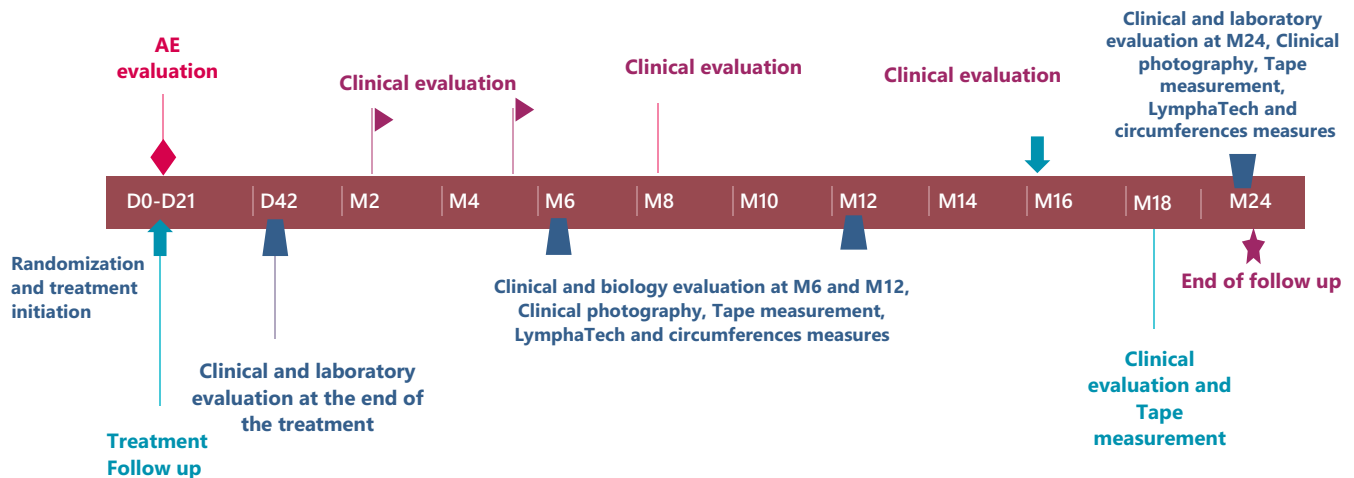 AE
evaluation
Clinical evaluation
Clinical evaluation
Clinical evaluation
Clinical and laboratory
evaluation at M24, Clinical
photography, Tape
measurement,
LymphaTech and
circumferences measures
D0-D21
D42
M2
M4
M6
M8
M10
M12
M14
M16
M18
M24
Randomization
and treatment
initiation
Treatment
Follow up
Clinical and laboratory
evaluation at the end of
the treatment
Clinical and biology evaluation at M6 and M12,
Clinical photography, Tape measurement,
LymphaTech and circumferences measures
Clinical
evaluation and
Tape
measurement
End of follow up